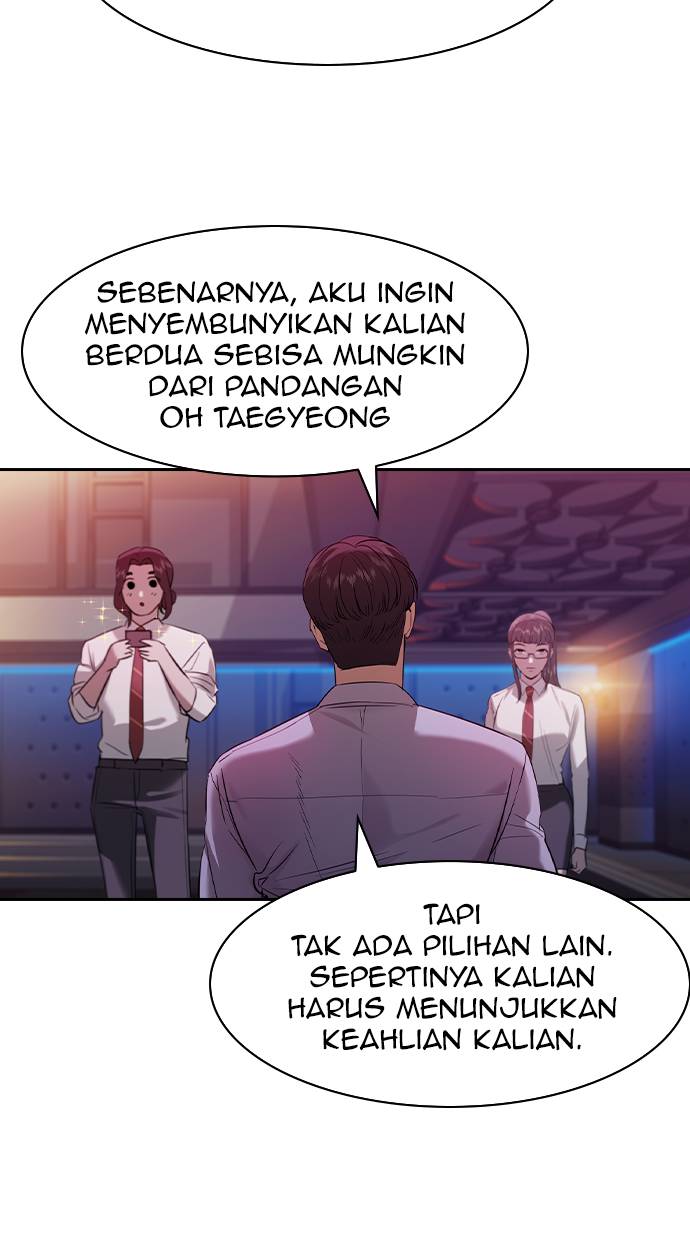 SEBENARNYA, AKU INGIN
MENYEMBUNYIKAN KALIAN
BERDUA SEBISA MUNGKIN
DARI PANDANGAN
OH TAEGYEONG
TAPI
TAK ADA PILIHAN LAIN.
SEPERTINYA KALIAN
HARUS MENUNJUKKAN
KEAHLIAN KALIAN.